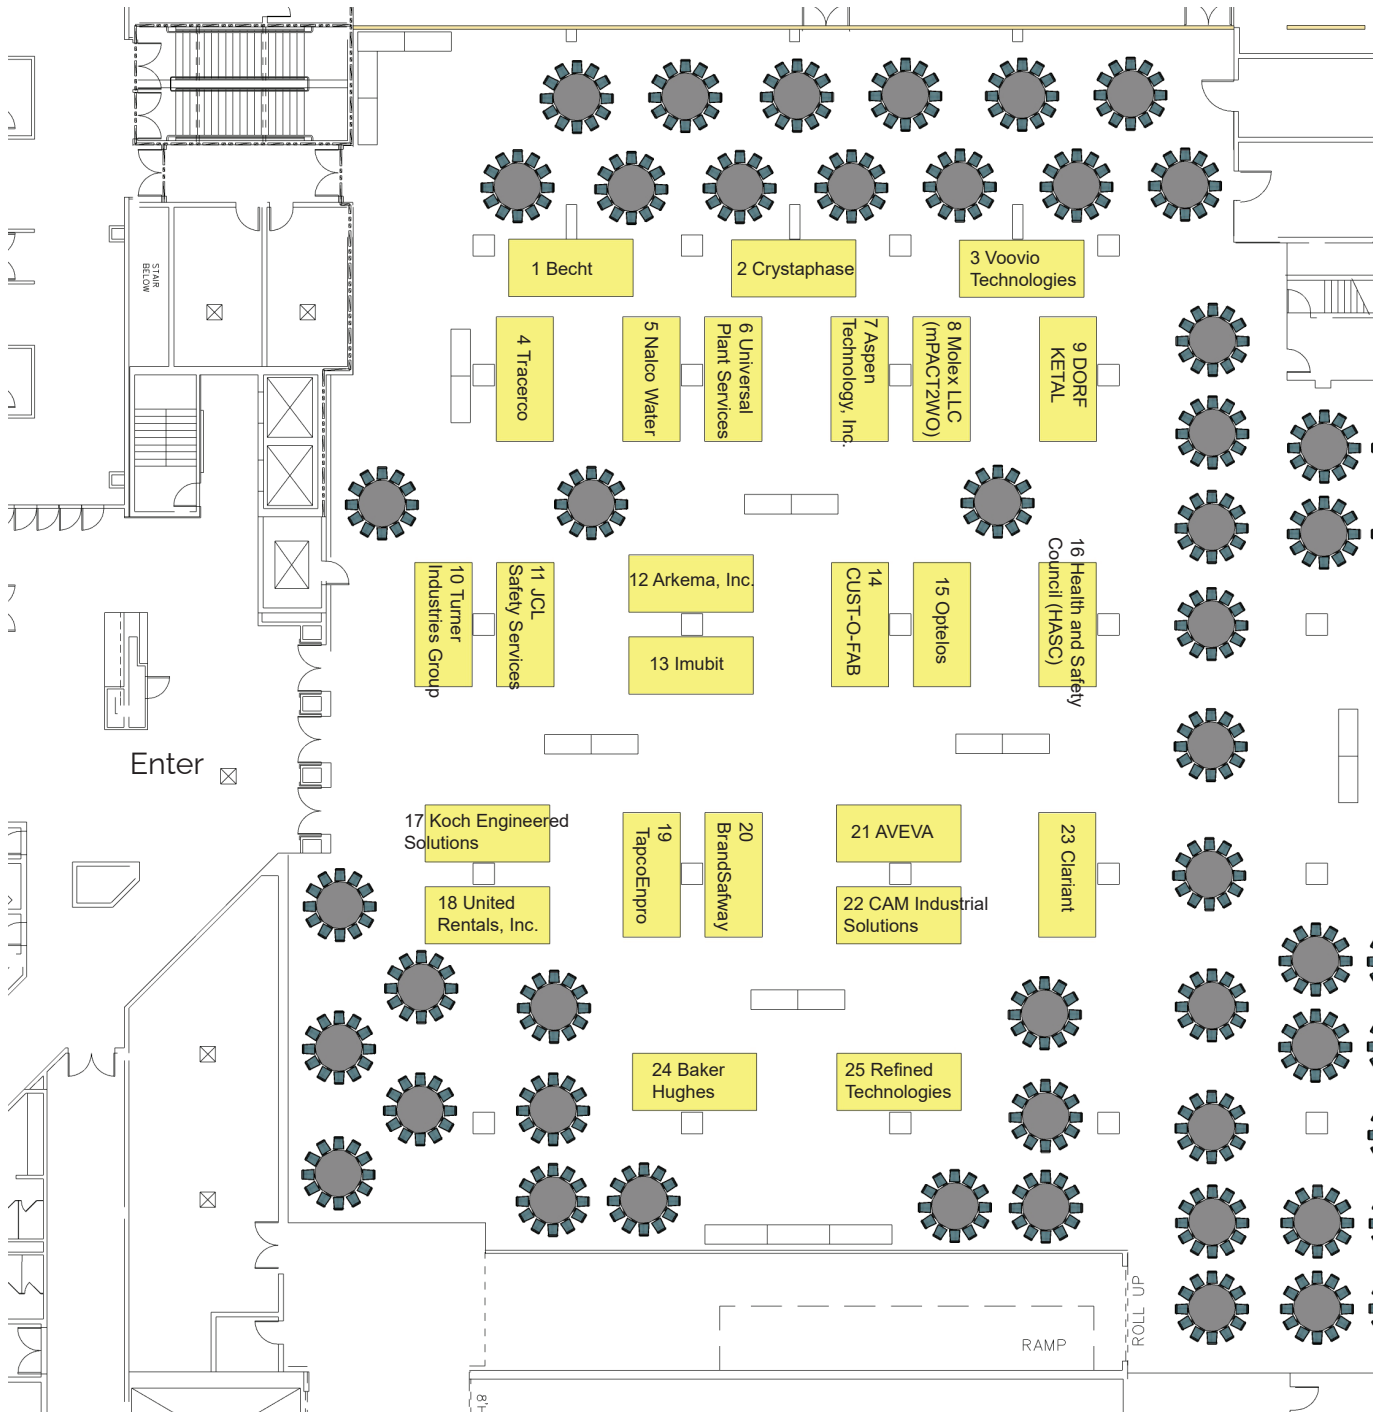 STAIR
BELOW
1 Becht
2 Crystaphase
3 Voovio
Technologies
4 Tracerco
5 Nalco Water
6 Universal
Plant Services
7 Aspen
Technology, Inc.
8 Molex LLC
(mPACT2WO)
9 DORF
KETAL
10 Turner
Industries Group
11 JCL
Safety Services
12 Arkema, Inc.
13 Imubit
14
CUST-O-FAB
15 Optelos
16 Health and Safety
Council (HASC)
Enter
17 Koch Engineered
Solutions
18 United
Rentals, Inc.
19
TapcoEnpro
20
BrandSafway
21 AVEVA
22 CAM Industrial
Solutions
23 Clariant
24 Baker
Hughes
25 Refined
Technologies
RAMP
ROLL UP